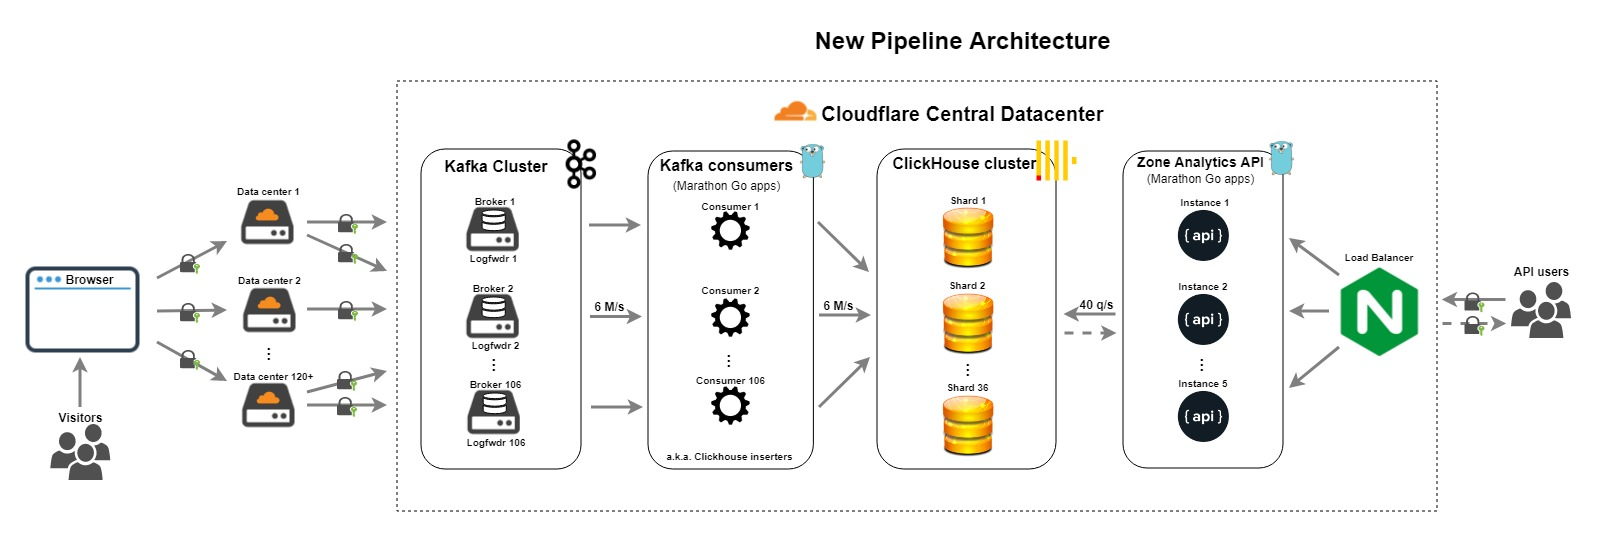 New Pipeline Architecture
Cloudflare Central Datacenter
Browser
Visitors
Data center 1
Data center 2
Data center 120+
Kafka Cluster
Broker 1
Logfwdr 1
Broker 2
Logfwdr 2
Broker 106
Logfwdr 106
6 M/s
Kafka consumers
(Marathon Go apps)
Consumer 1
Consumer 2
Consumer 106
a.k.a. Clickhouse inserters
6 M/s
ClickHouse cluster
Shard 1
Shard 2
Shard 36
40 q/s
Zone Analytics API
(Marathon Go apps)
Instance 1
{ api }
Instance 2
{ api }
Instance 5
{ api }
Load Balancer
N
API users